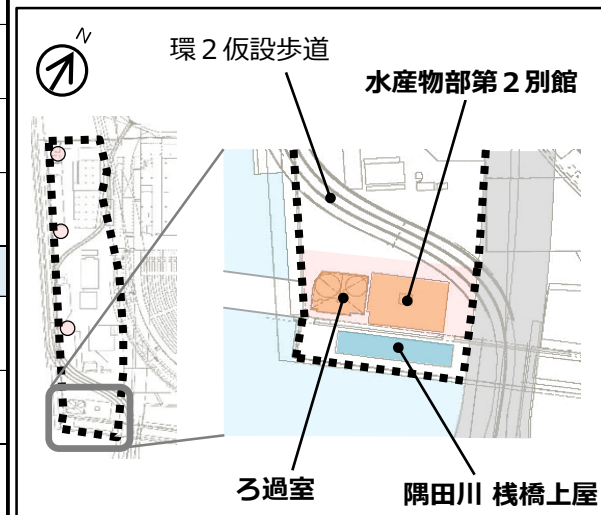 N
環２仮設歩道
水産物部第２別館
ろ過室
隅田川 桟橋上屋